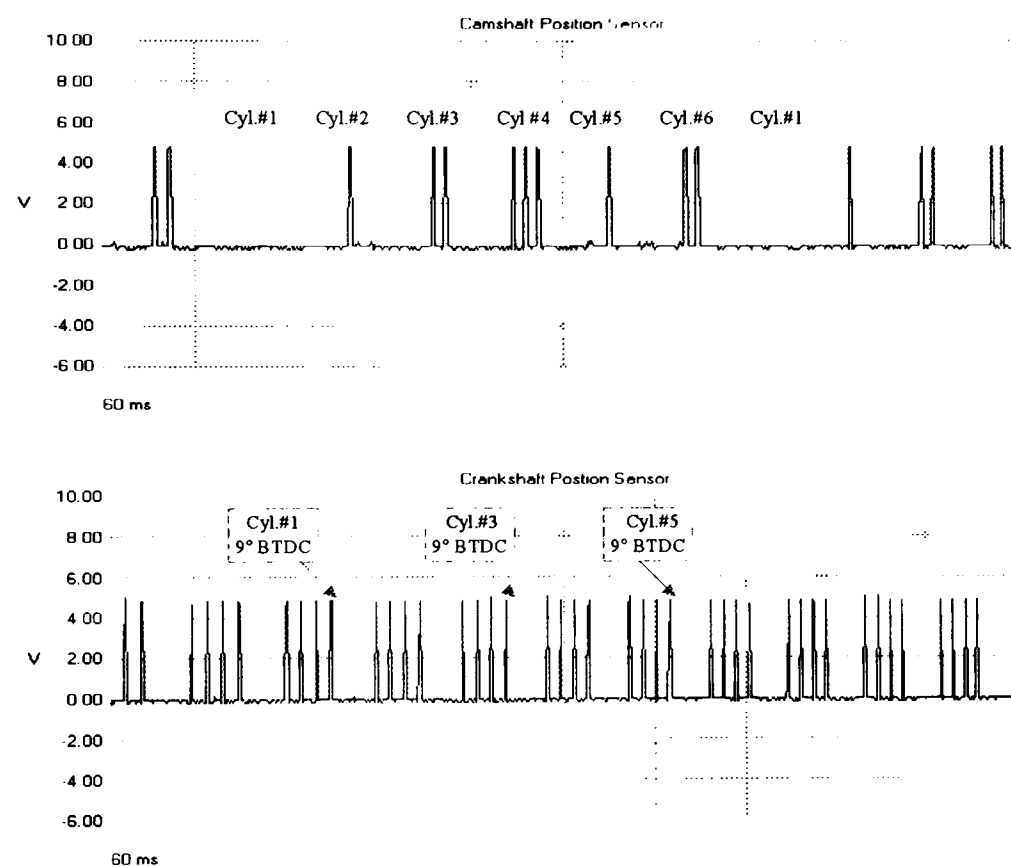 Camshaft Position Sensor
10 00
8 00
6 00
4 00
2 00
0 00
-2.00
-4 00
-6.00
V
Cyl.#1 Cyl.#2 Cyl.#3 Cyl #4 Cyl.#5 Cyl.#6 Cyl.#1
60 ms
Crankshaft Postion Sensor
10.00
8 00
6 00
4 00
2 00
0 00
-2.00
-4 00
-6.00
V
Cyl.#1
9° BTDC
Cyl.#3
9° BTDC
Cyl.#5
9° BTDC
60 ms